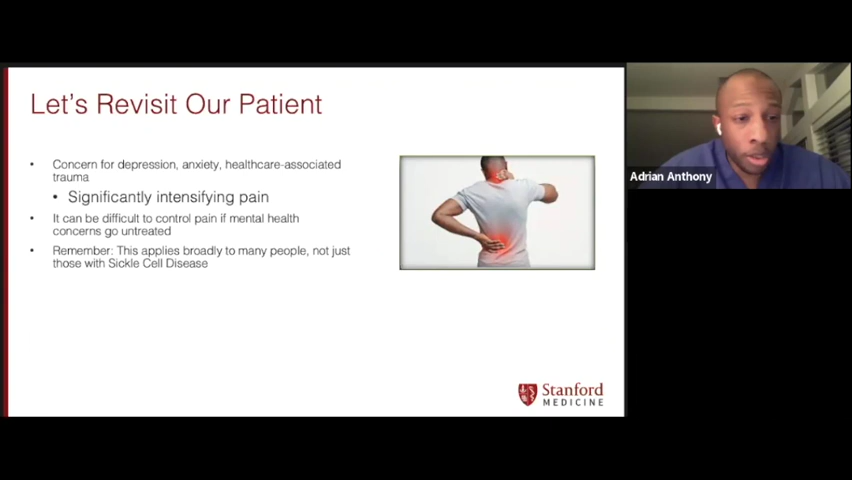 Let's Revisit Our Patient
• Concern for depression, anxiety, healthcare-associated
trauma
• Significantly intensifying pain
• It can be difficult to control pain if mental health
concerns go untreated
• Remember: This applies broadly to many people, not just
those with Sickle Cell Disease
Stanford
MEDICINE
Adrian Anthony